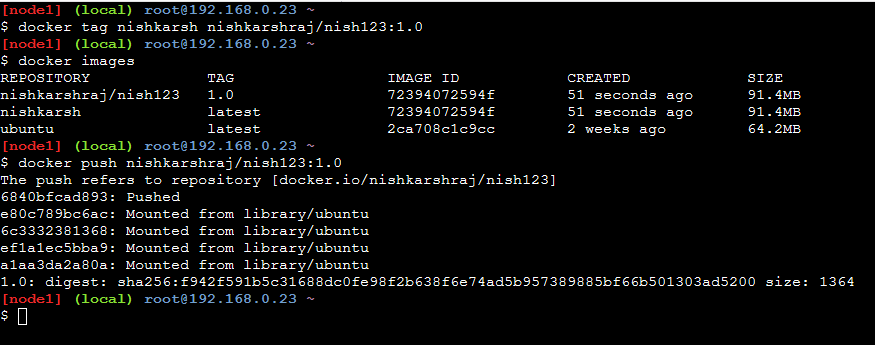 [node1] (local) root@192.168.0.23 ~
$ docker tag nishkarsh nishkarshraj/nish123:1.0
[node1] (local) root@192.168.0.23 ~
$ docker images
REPOSITORY TAG IMAGE ID CREATED SIZE
nishkarshraj/nish123 1.0 72394072594f 51 seconds ago 91.4MB
nishkarsh latest 72394072594f 51 seconds ago 91.4MB
ubuntu latest 2ca708c1c9cc 2 weeks ago 64.2MB
[node1] (local) root@192.168.0.23 ~
$ docker push nishkarshraj/nish123:1.0
The push refers to repository [docker.io/nishkarshraj/nish123]
6840bfcad893: Pushed
e80c789bc6ac: Mounted from library/ubuntu
6c3332381368: Mounted from library/ubuntu
ef1a1ec5bba9: Mounted from library/ubuntu
a1aa3da2a80a: Mounted from library/ubuntu
1.0: digest: sha256:f942f591b5c31688dc0fe98f2b638f6e74ad5b957389885bf66b501303ad5200 size: 1364
[node1] (local) root@192.168.0.23 ~
$